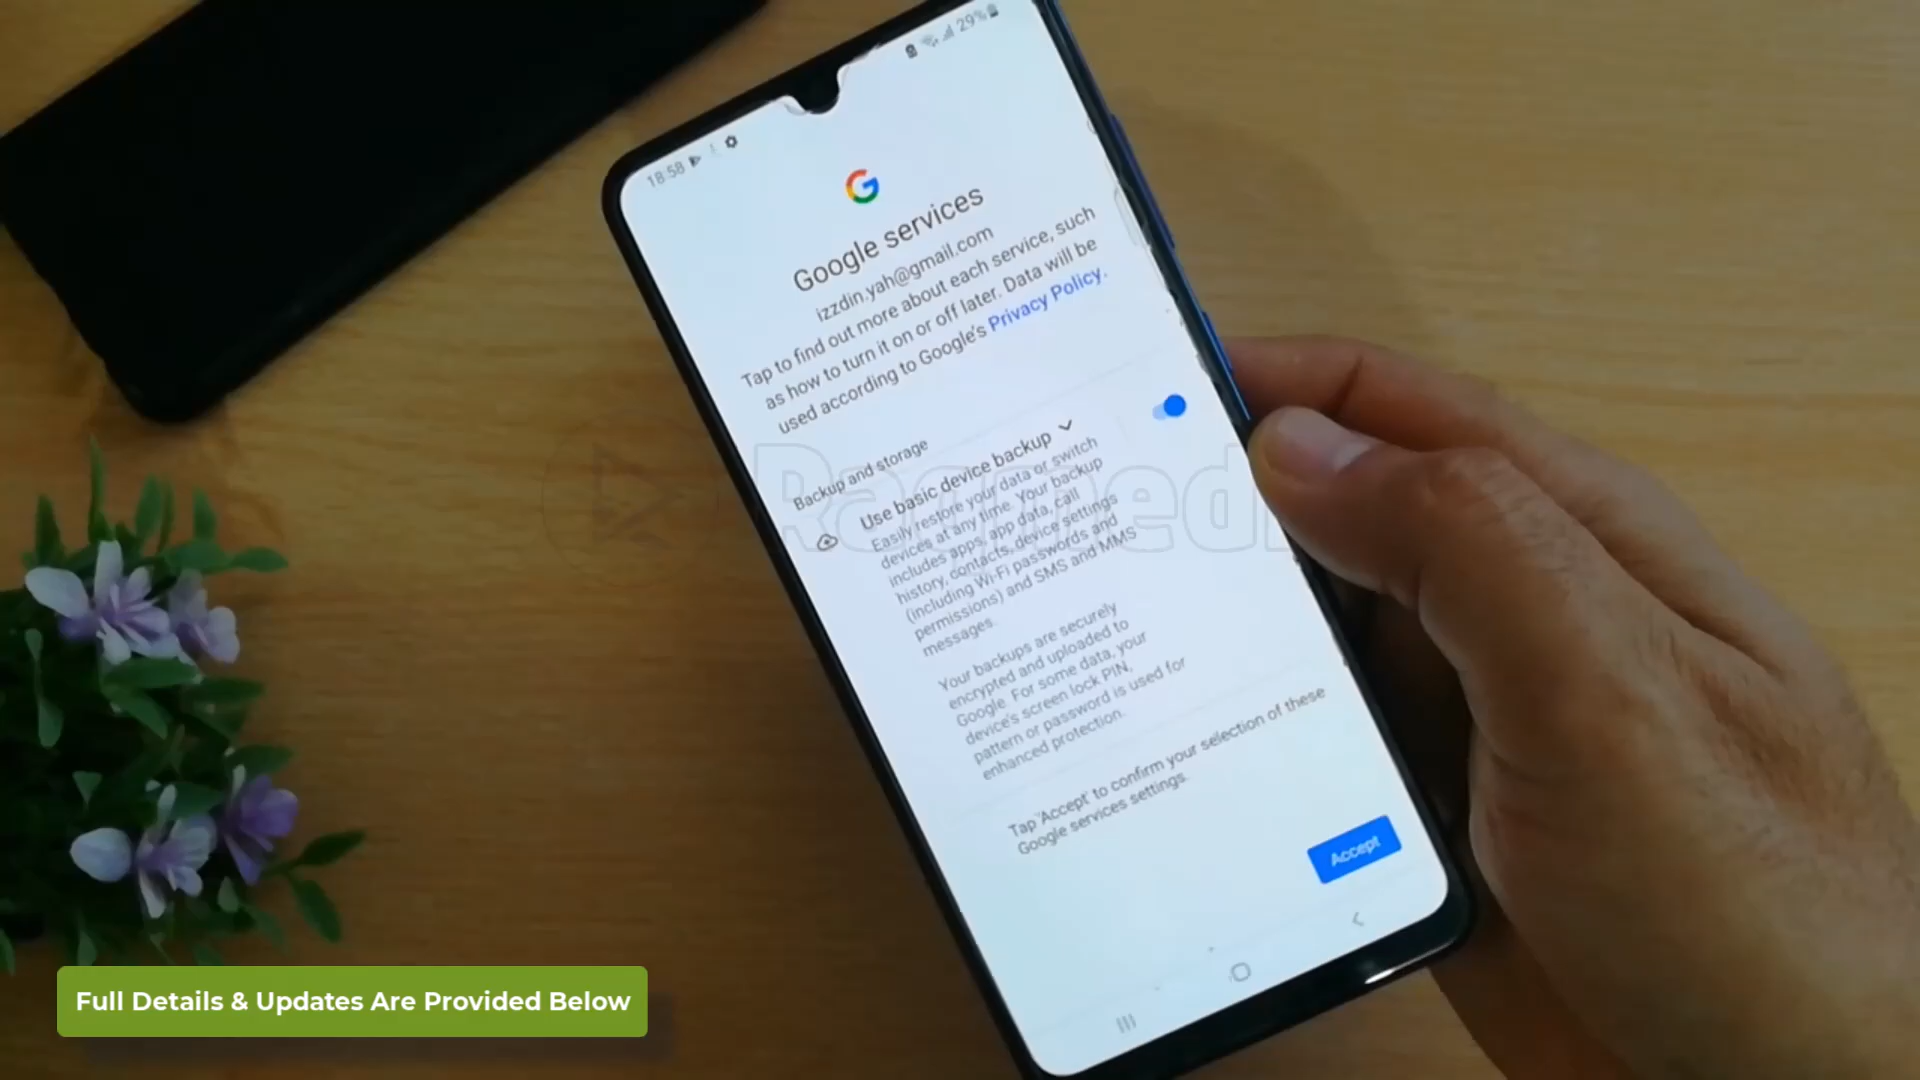 18:58
29%
Google services
izzdin.yah@gmail.com
Tap to find out more about each service, such
as how to turn it on or off later. Data will be
used according to Google's Privacy Policy.
Backup and storage
Use basic device backup
Easily restore your data or switch
devices at any time. Your backup
includes apps, app data, call
history, contacts, device settings
(including Wi-Fi passwords and
permissions) and SMS and MMS
messages.
Your backups are securely
encrypted and uploaded to
Google. For some data, your
device's screen lock PIN,
pattern or password is used for
enhanced protection.
Tap 'Accept' to confirm your selection of these
Google services settings.
Accept
Full Details & Updates Are Provided Below